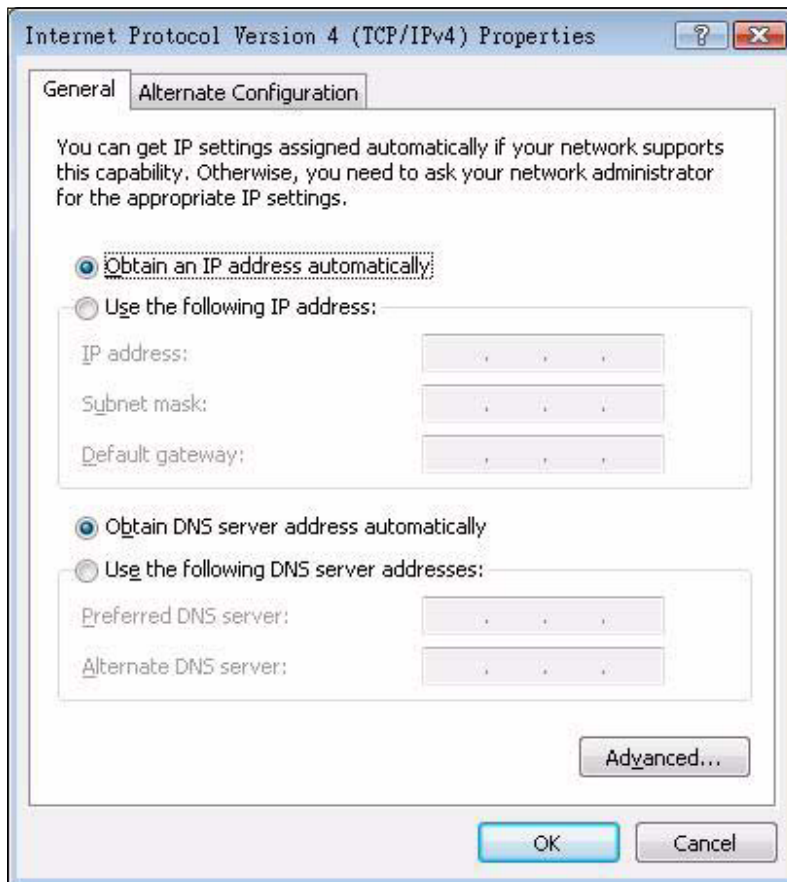 Internet Protocol Version 4 (TCP/IPv4) Properties
General
Alternate Configuration
You can get IP settings assigned automatically if your network supports
this capability. Otherwise, you need to ask your network administrator
for the appropriate IP settings.
Obtain an IP address automatically
Use the following IP address:
IP address:
Subnet mask:
Default gateway:
Obtain DNS server address automatically
Use the following DNS server addresses:
Preferred DNS server:
Alternate DNS server:
Advanced...
OK
Cancel